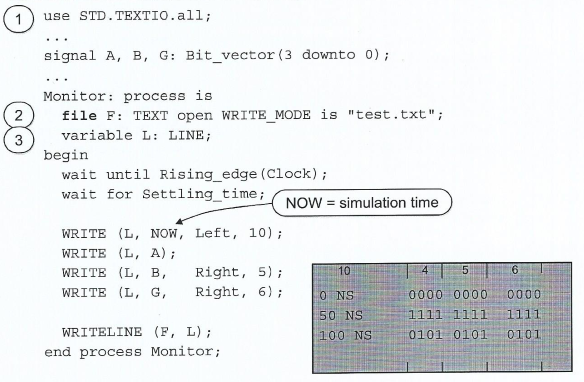 1 use STD.TEXTIO.all;
...
signal A, B, G: Bit_vector(3 downto 0);
...
Monitor: process is
2 file F: TEXT open WRITE_MODE is "test.txt";
3 variable L: LINE;
begin
wait until Rising_edge(Clock);
wait for Settling_time;
NOW = simulation time
WRITE (L, NOW, Left, 10);
WRITE (L, A);
WRITE (L, B, Right, 5);
WRITE (L, G, Right, 6);
WRITELINE (F, L);
end process Monitor;
10 4 5 6
0 NS 0000 0000 0000
50 NS 1111 1111 1111
100 NS 0101 0101 0101